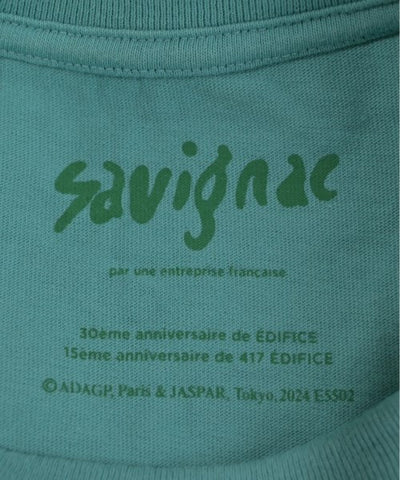 savignac
par une entreprise française
30ème anniversaire de ÉDIFICE
15ème anniversaire de 417 ÉDIFICE
©ADAGP, Paris & JASPAR, Tokyo, 2024 E5502